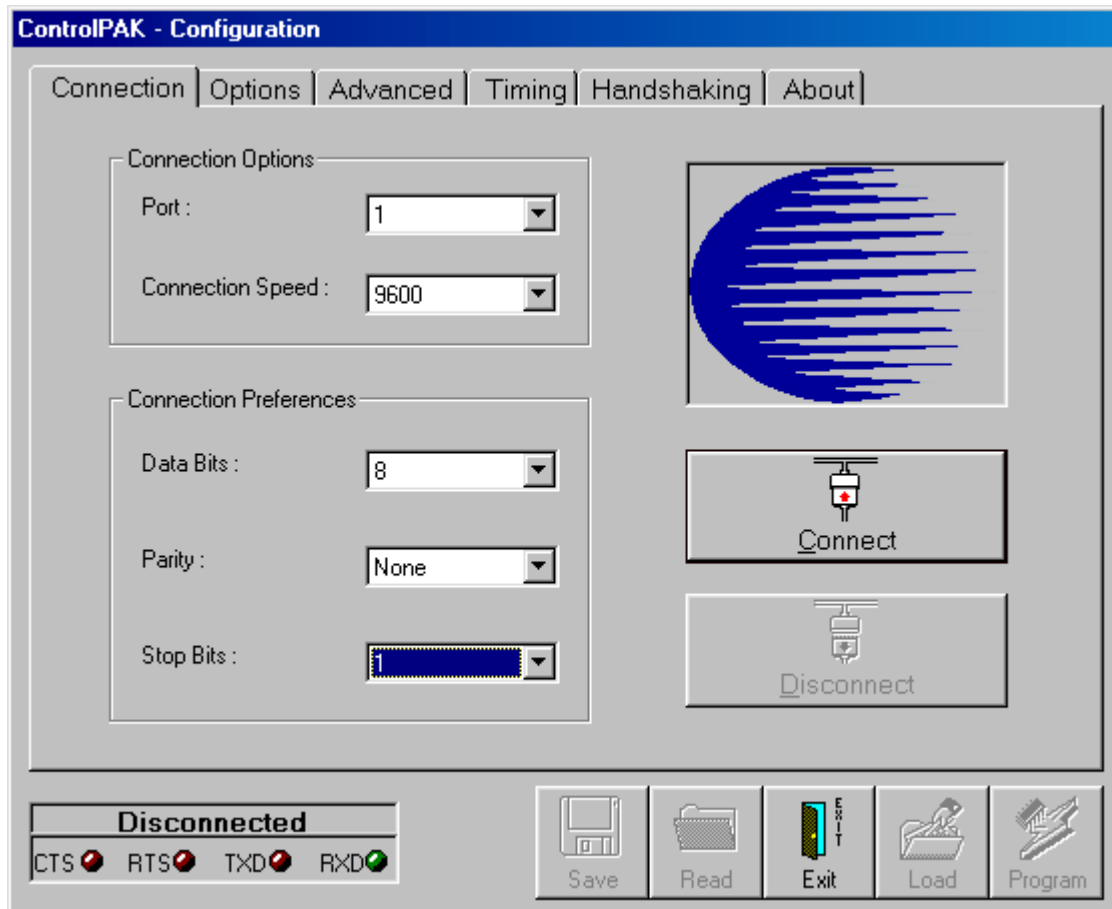 ControlPAK - Configuration
Connection Options Advanced Timing Handshaking About
Connection Options
Port : 1
Connection Speed : 9600
Connection Preferences
Data Bits : 8
Parity : None
Stop Bits : 1
Connect
Disconnect
Disconnected
CTS RTS TXD RXD
EXIT
Save Read Exit Load Program